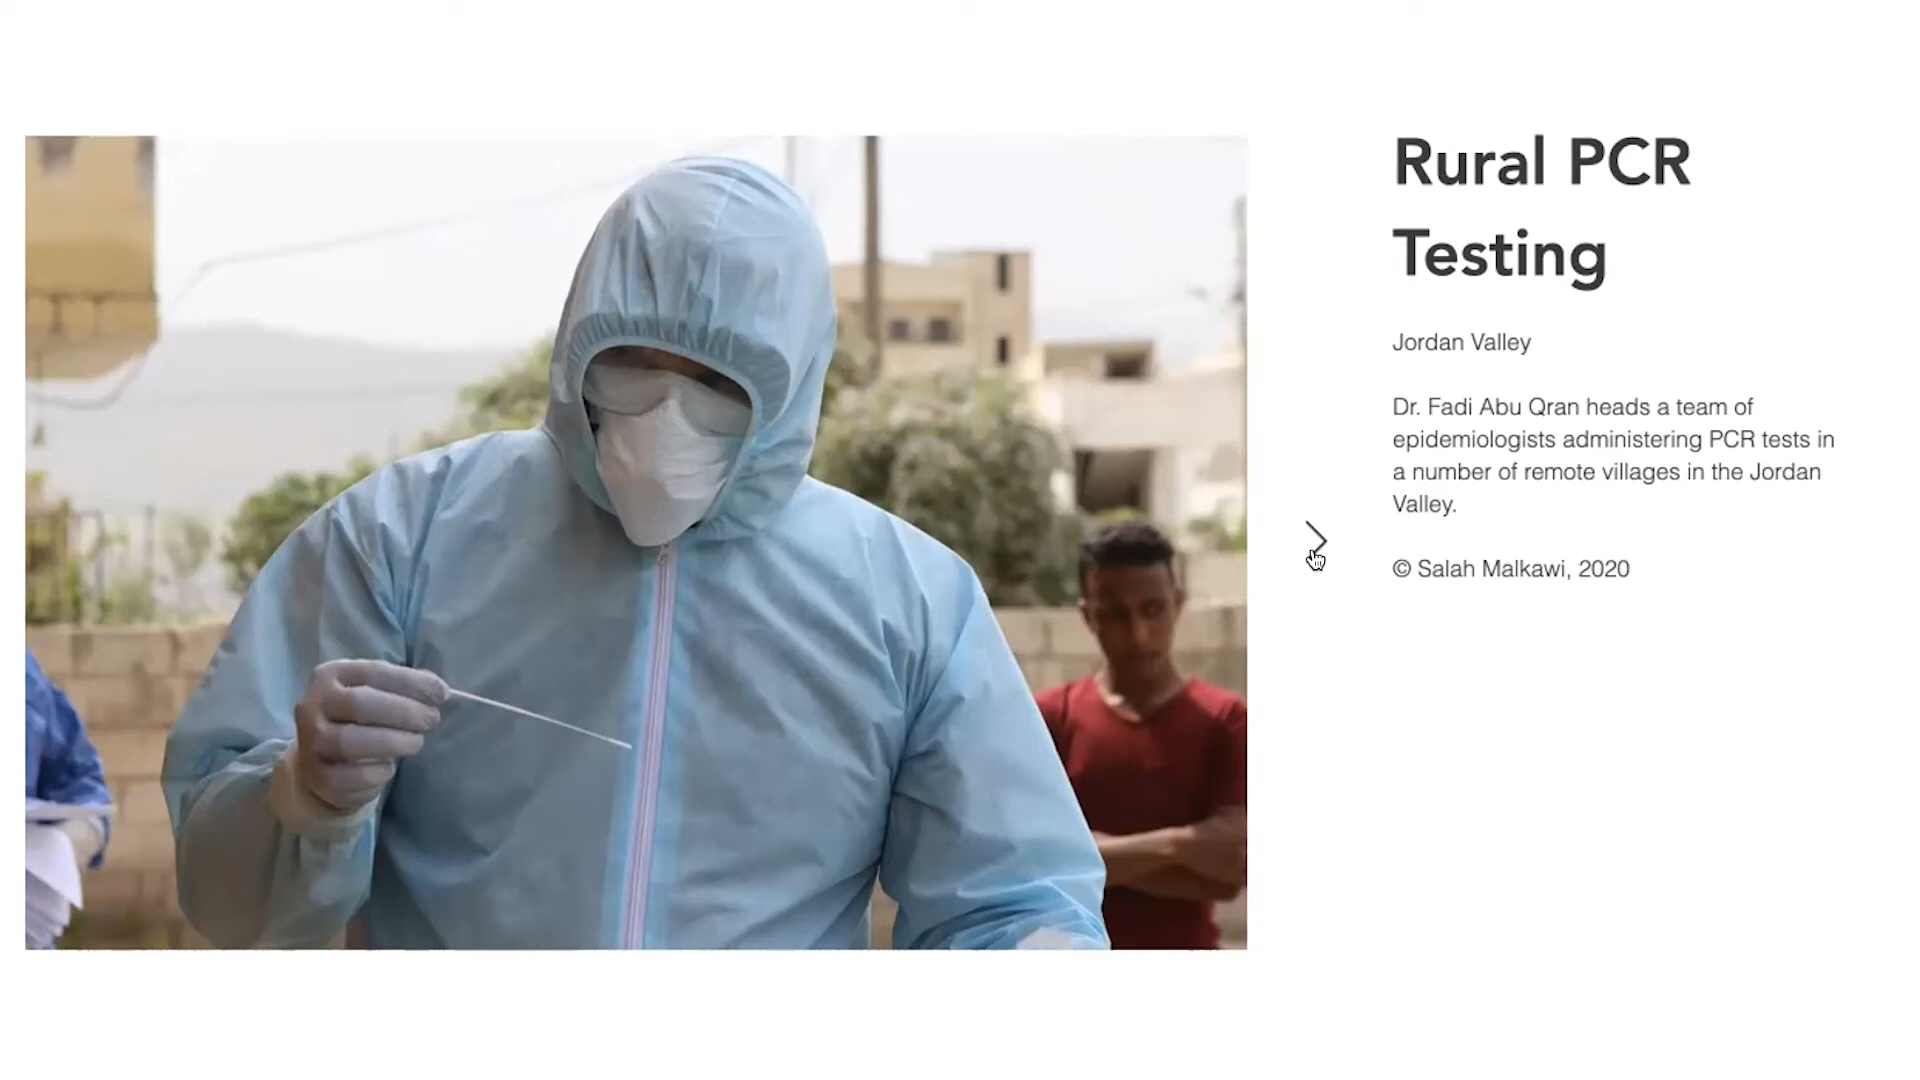 Rural PCR
Testing
Jordan Valley
Dr. Fadi Abu Qran heads a team of
epidemiologists administering PCR tests in
a number of remote villages in the Jordan
Valley.
© Salah Malkawi, 2020